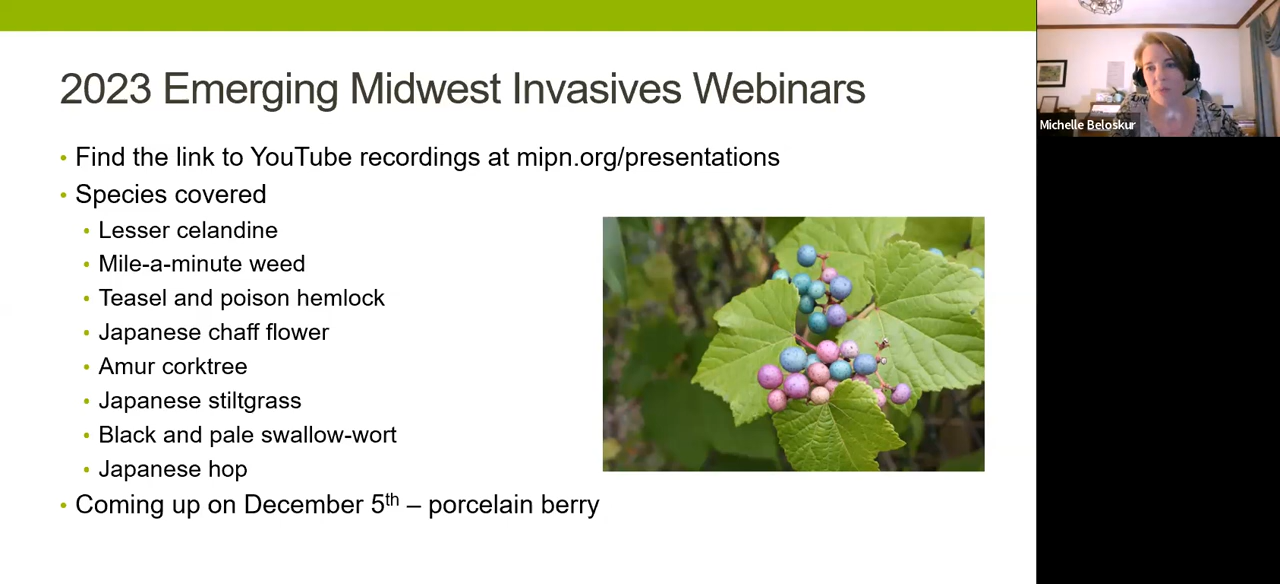 2023 Emerging Midwest Invasives Webinars
• Find the link to YouTube recordings at mipn.org/presentations
• Species covered
• Lesser celandine
• Mile-a-minute weed
• Teasel and poison hemlock
• Japanese chaff flower
• Amur corktree
• Japanese stiltgrass
• Black and pale swallow-wort
• Japanese hop
• Coming up on December 5th – porcelain berry
Michelle Beloskur